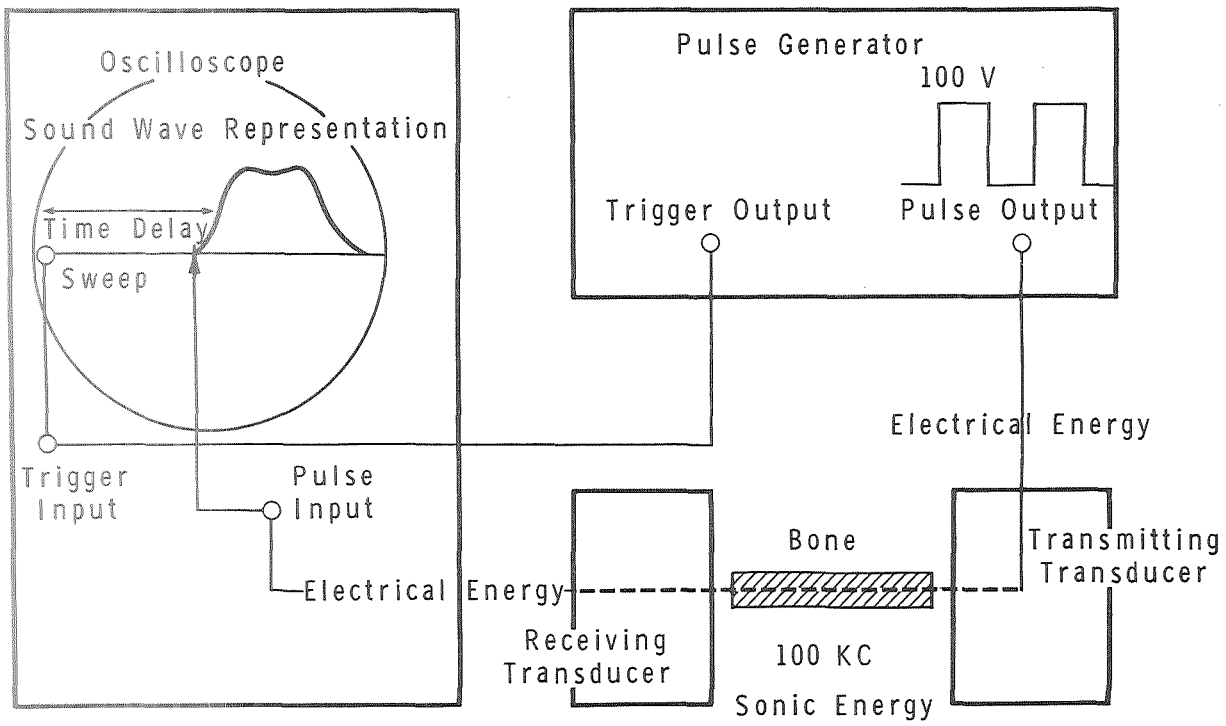 Oscilloscope
Sound Wave Representation
Time Delay
Sweep
Trigger
Input
Pulse
Input
Pulse Generator
100 V
Trigger Output
Pulse Output
Electrical Energy
Transmitting
Transducer
Bone
100 KC
Sonic Energy
Receiving
Transducer
Electrical Energy